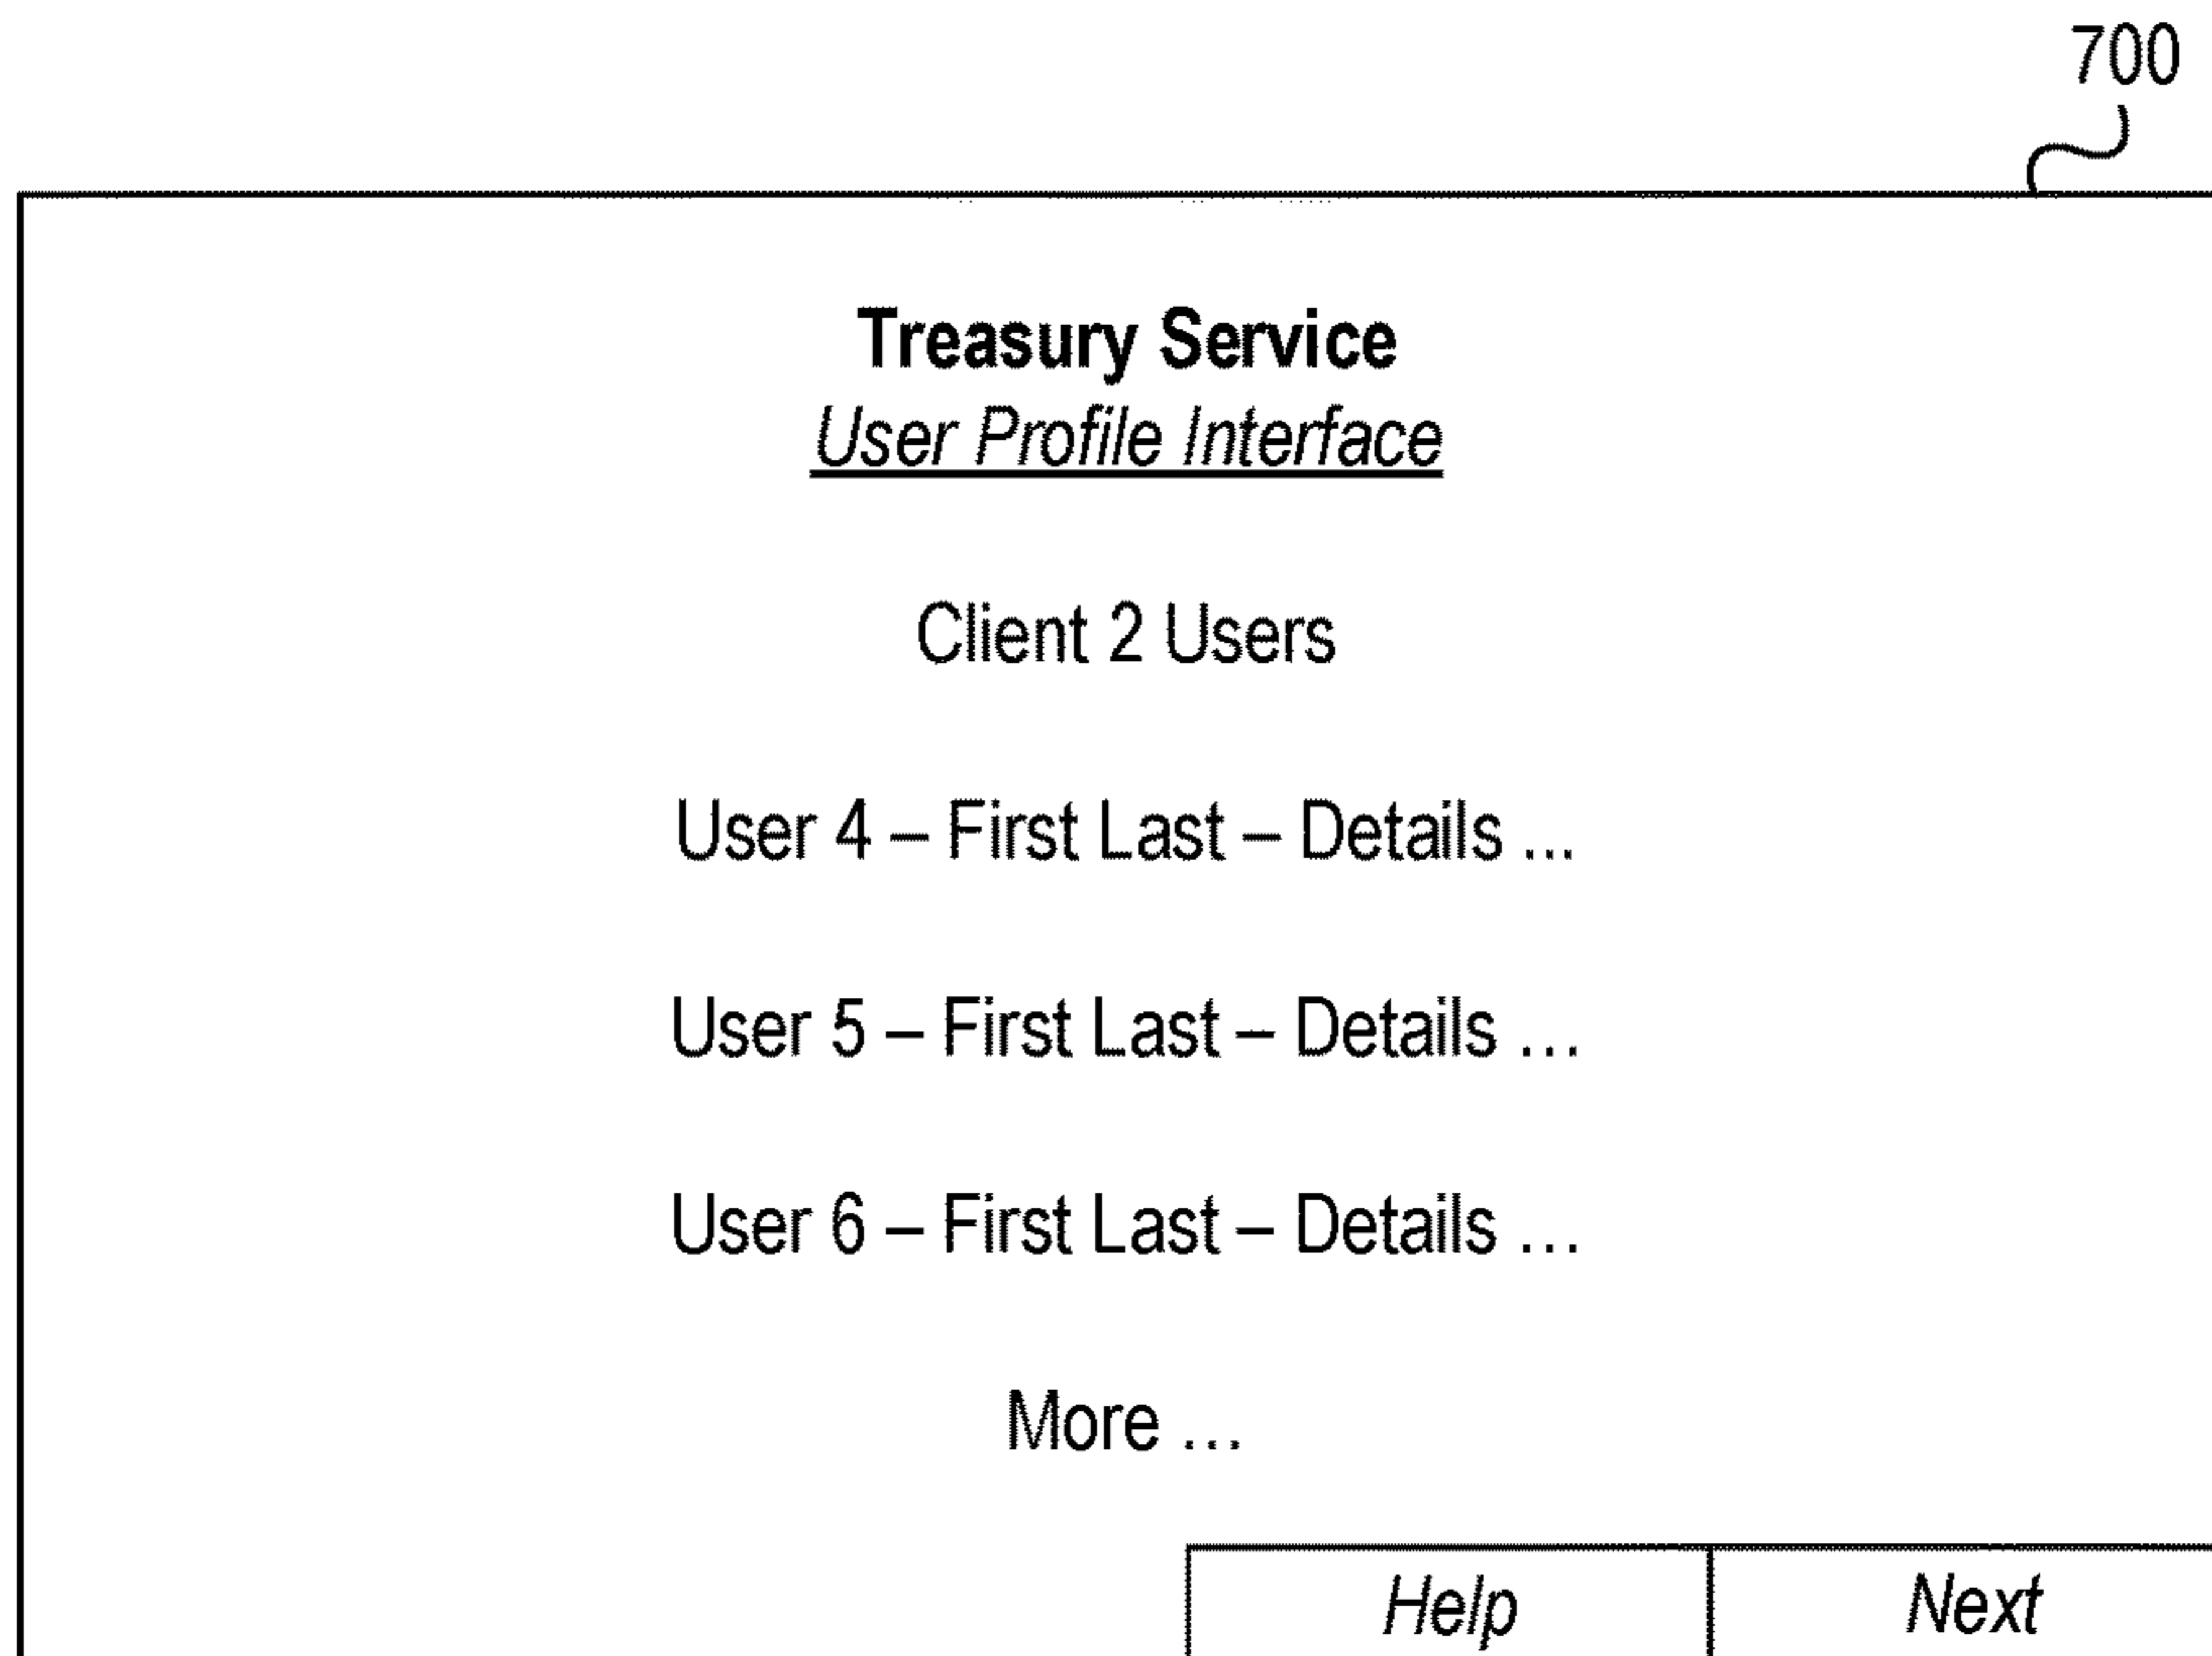 700
Treasury Service
User Profile Interface
Client 2 Users
User 4 – First Last – Details ...
User 5 – First Last – Details ...
User 6 – First Last – Details ...
More ...
Help
Next